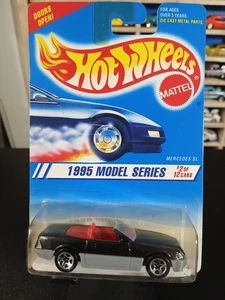 DOORS
OPEN!
FOR AGES
OVER 3 YEARS.
DIE CAST METAL PARTS.
Hot Wheels
MATTEL
MERCEDES SL
1995 MODEL SERIES
#2 OF
12 CARS